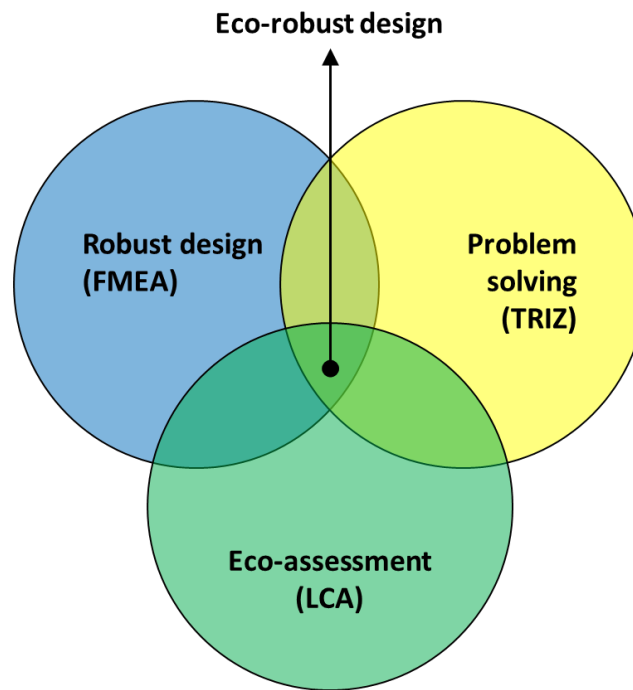 Eco-robust design
Robust design
(FMEA)
Problem
solving
(TRIZ)
Eco-assessment
(LCA)